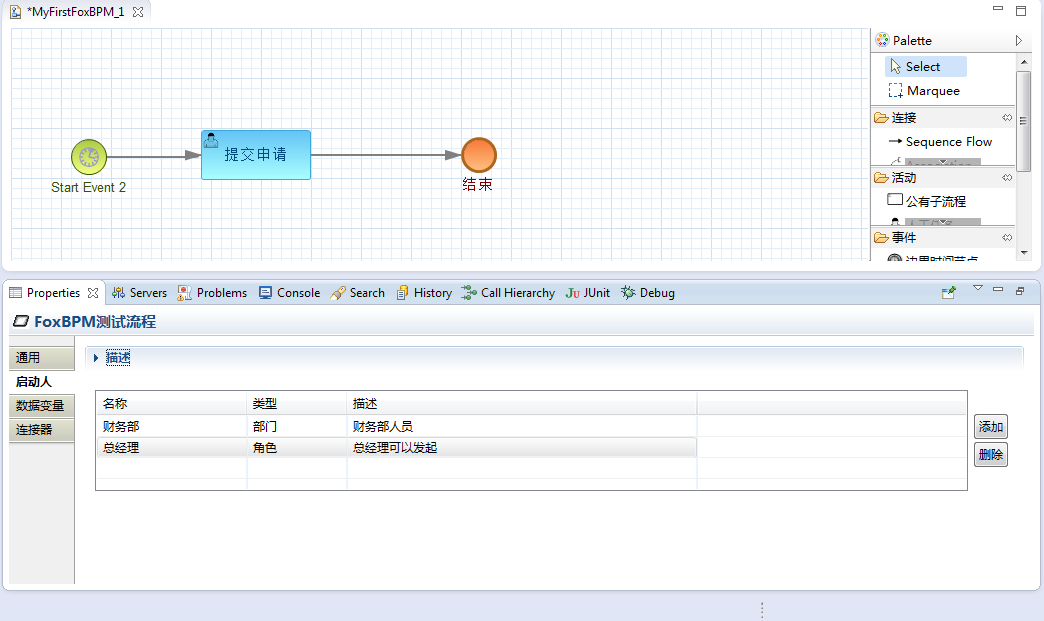 *MyFirstFoxBPM_1
Palette
Select
Marquee
连接
Sequence Flow
活动
公有子流程
事件
提交申请
Start Event 2
结束
Properties Servers Problems Console Search History Call Hierarchy Ju JUnit Debug
FoxBPM测试流程
通用
启动人
数据变量
连接器
描述
名称 类型 描述
财务部 部门 财务部人员
总经理 角色 总经理可以发起
添加
删除